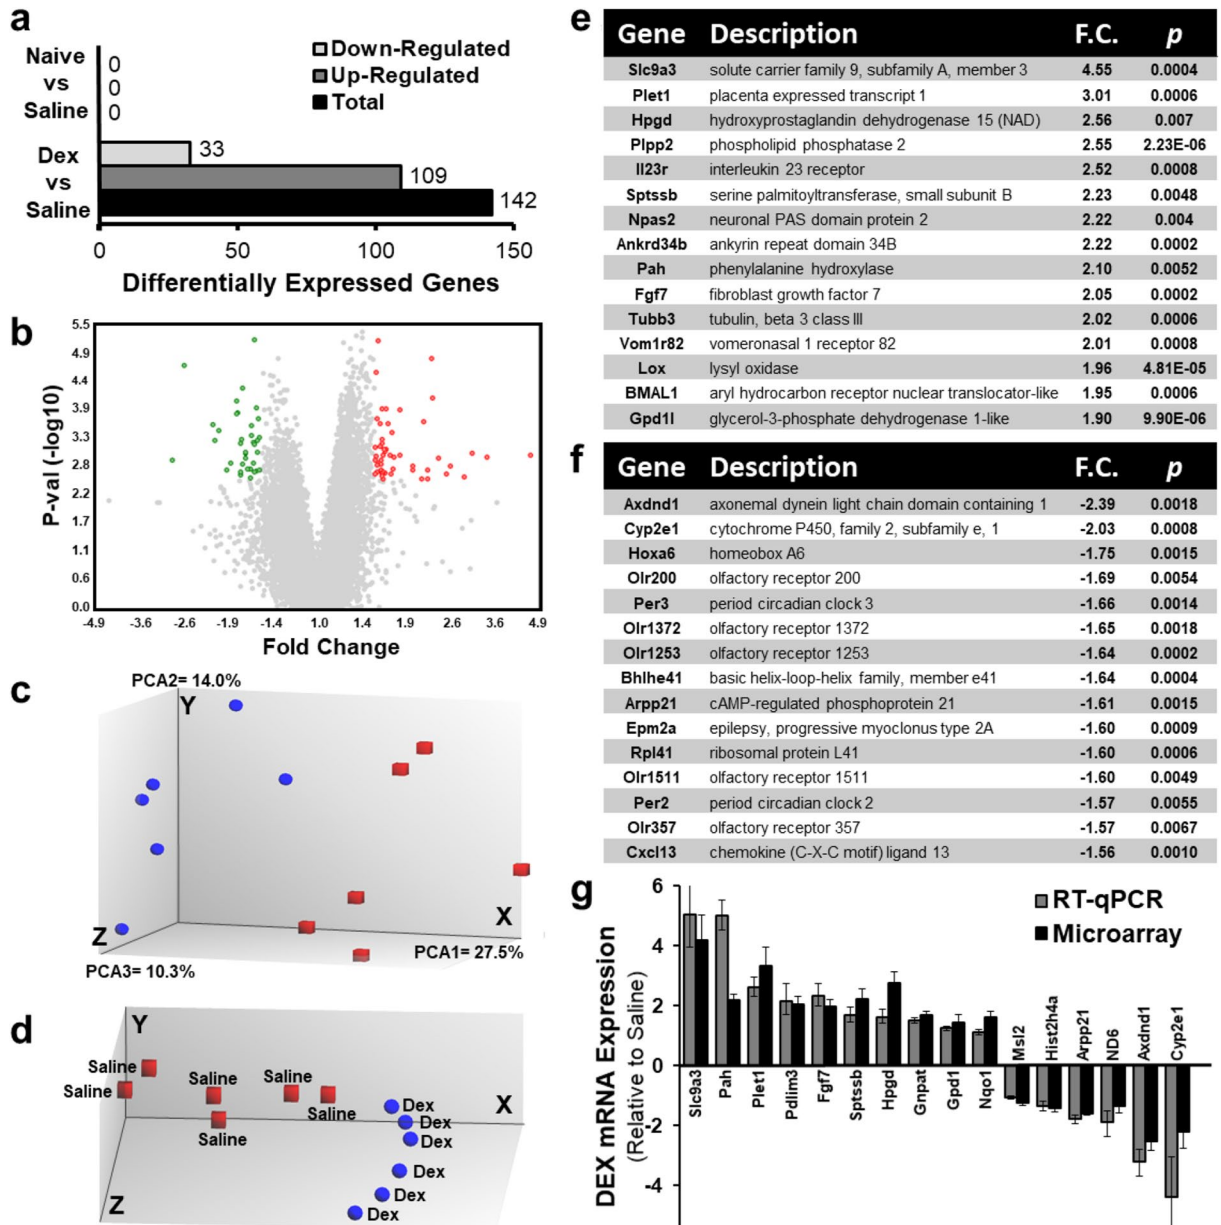 a
Naive
vs
Saline
0
0
0
Down-Regulated
Up-Regulated
Total
Dex
vs
Saline
33
109
142
0 50 100 150
Differentially Expressed Genes
b
5.5
4.9
4.4
3.9
3.3
2.8
2.2
1.7
1.1
0.6
0.0
P-val (-log10)
-4.9 -3.6 -2.6 -1.9 -1.4 1.0 1.4 1.9 2.6 3.6 4.9
Fold Change
c
PCA2= 14.0%
Y
X
Z
PCA1= 27.5%
PCA3= 10.3%
d
Y
Saline
Saline
Saline
Saline
Saline
Saline
X
Dex
Dex
Dex
Dex
Dex
Dex
Z
e
Gene Description F.C. p
Slc9a3 solute carrier family 9, subfamily A, member 3 4.55 0.0004
Plet1 placenta expressed transcript 1 3.01 0.0006
Hpgd hydroxyprostaglandin dehydrogenase 15 (NAD) 2.56 0.007
Plpp2 phospholipid phosphatase 2 2.55 2.23E-06
Il23r interleukin 23 receptor 2.52 0.0008
Sptssb serine palmitoyltransferase, small subunit B 2.23 0.0048
Npas2 neuronal PAS domain protein 2 2.22 0.004
Ankrd34b ankyrin repeat domain 34B 2.22 0.0002
Pah phenylalanine hydroxylase 2.10 0.0052
Fgf7 fibroblast growth factor 7 2.05 0.0002
Tubb3 tubulin, beta 3 class III 2.02 0.0006
Vom1r82 vomeronasal 1 receptor 82 2.01 0.0008
Lox lysyl oxidase 1.96 4.81E-05
BMAL1 aryl hydrocarbon receptor nuclear translocator-like 1.95 0.0006
Gpd1l glycerol-3-phosphate dehydrogenase 1-like 1.90 9.90E-06
f
Gene Description F.C. p
Axdnd1 axonemal dynein light chain domain containing 1 -2.39 0.0018
Cyp2e1 cytochrome P450, family 2, subfamily e, 1 -2.03 0.0008
Hoxa6 homeobox A6 -1.75 0.0015
Olr200 olfactory receptor 200 -1.69 0.0054
Per3 period circadian clock 3 -1.66 0.0014
Olr1372 olfactory receptor 1372 -1.65 0.0018
Olr1253 olfactory receptor 1253 -1.64 0.0002
Bhlhe41 basic helix-loop-helix family, member e41 -1.64 0.0004
Arpp21 cAMP-regulated phosphoprotein 21 -1.61 0.0015
Epm2a epilepsy, progressive myoclonus type 2A -1.60 0.0009
Rpl41 ribosomal protein L41 -1.60 0.0006
Olr1511 olfactory receptor 1511 -1.60 0.0049
Per2 period circadian clock 2 -1.57 0.0055
Olr357 olfactory receptor 357 -1.57 0.0067
Cxcl13 chemokine (C-X-C motif) ligand 13 -1.56 0.0010
g
6
4
2
0
-2
-4
DEX mRNA Expression
(Relative to Saline)
RT-qPCR
Microarray
Slc9a3
Pah
Plet1
Pdlim3
Fgf7
Sptssb
Hpgd
Gnpat
Gpd1
Nqo1
Msl2
Hist2h4a
Arpp21
ND6
Axdnd1
Cyp2e1